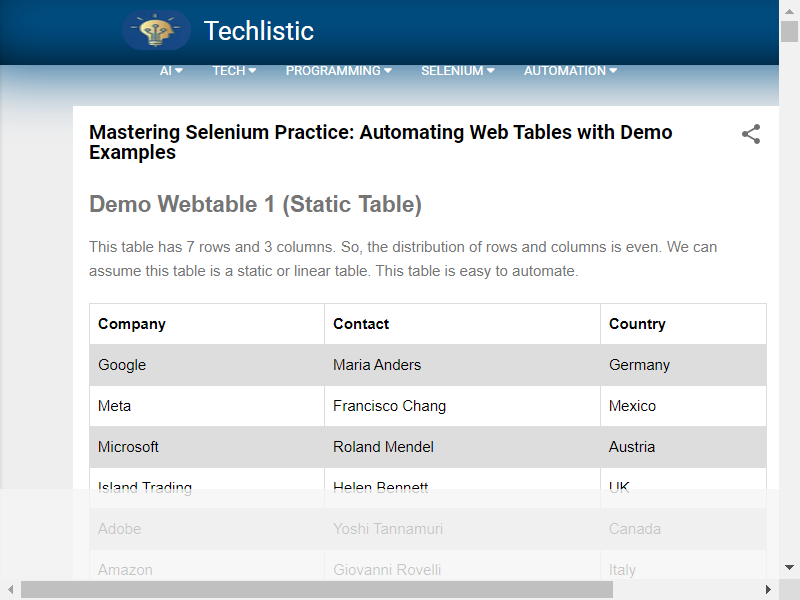 Techlistic
AI TECH PROGRAMMING SELENIUM AUTOMATION
Mastering Selenium Practice: Automating Web Tables with Demo
Examples
Demo Webtable 1 (Static Table)
This table has 7 rows and 3 columns. So, the distribution of rows and columns is even. We can
assume this table is a static or linear table. This table is easy to automate.
Company Contact Country
Google Maria Anders Germany
Meta Francisco Chang Mexico
Microsoft Roland Mendel Austria
Island Trading Helen Bennett UK
Adobe Yoshi Tannamuri Canada
Amazon Giovanni Rovelli Italy